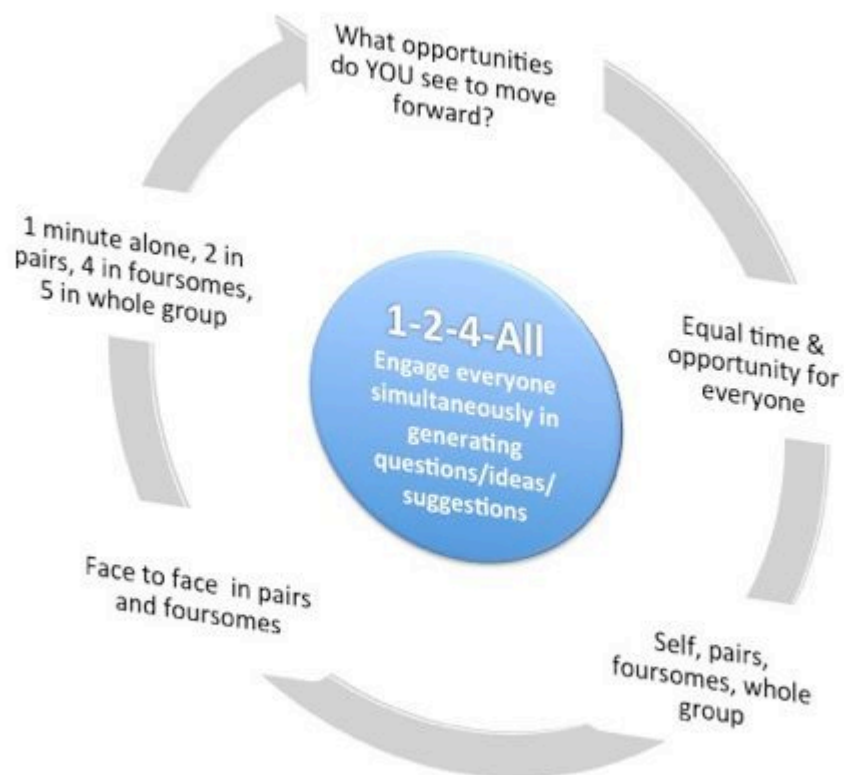 What opportunities
do YOU see to move
forward?
Equal time &
opportunity for
everyone
Self, pairs,
foursomes, whole
group
Face to face in pairs
and foursomes
1 minute alone, 2 in
pairs, 4 in foursomes,
5 in whole group
1-2-4-All
Engage everyone
simultaneously in
generating
questions/ideas/
suggestions